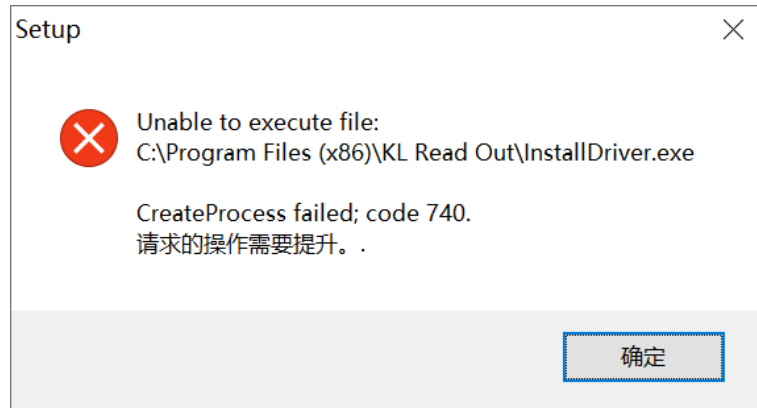 Setup
Unable to execute file:
C:\Program Files (x86)\KL Read Out\InstallDriver.exe
CreateProcess failed; code 740.
请求的操作需要提升。.
确定